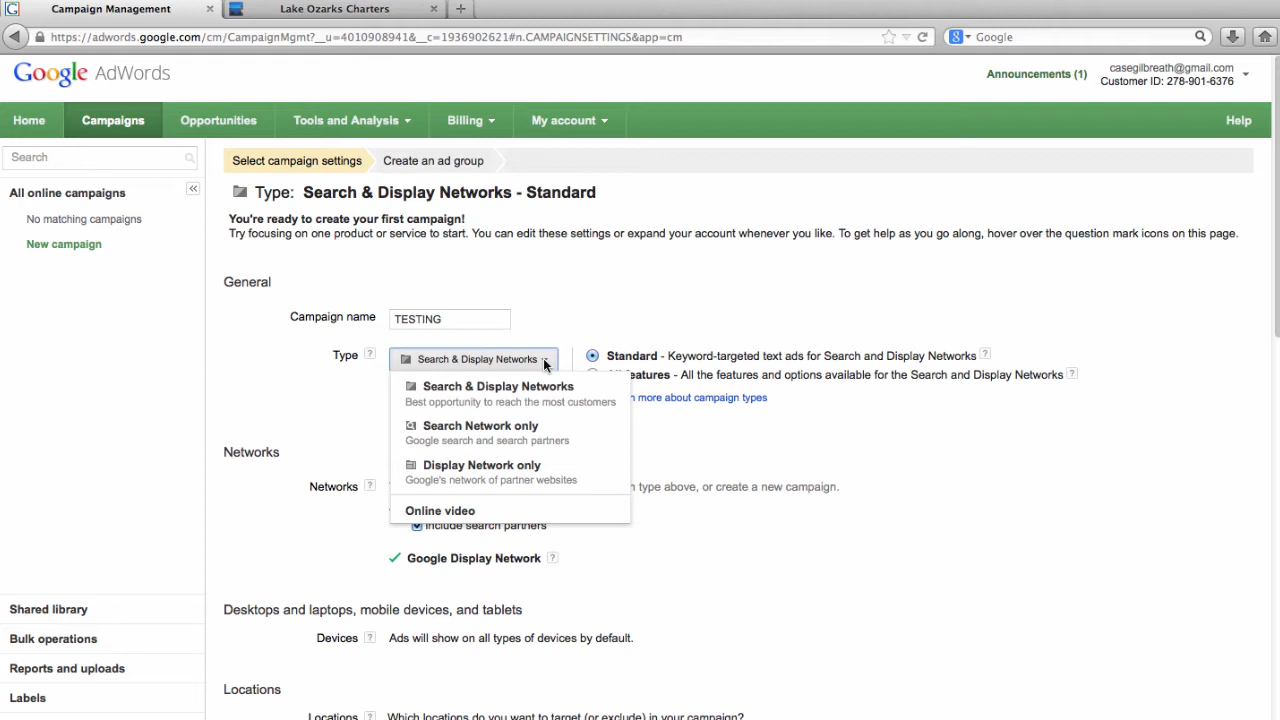 Campaign Management
Lake Ozarks Charters
https://adwords.google.com/cm/CampaignMgmt?__u=4010908941&__c=1936902621#n.CAMPAIGNSETTINGS&app=cm
Google
Google AdWords
Announcements (1)
casegilbreath@gmail.com
Customer ID: 278-901-6376
Home Campaigns Opportunities Tools and Analysis Billing My account Help
Search
Select campaign settings Create an ad group
All online campaigns
No matching campaigns
New campaign
Type: Search & Display Networks - Standard
You're ready to create your first campaign!
Try focusing on one product or service to start. You can edit these settings or expand your account whenever you like. To get help as you go along, hover over the question mark icons on this page.
General
Campaign name TESTING
Type ? Search & Display Networks
Standard - Keyword-targeted text ads for Search and Display Networks ?
features - All the features and options available for the Search and Display Networks ?
more about campaign types
Search & Display Networks
Best opportunity to reach the most customers
Search Network only
Google search and search partners
Display Network only
Google's network of partner websites
Online video
Networks
Networks ? type above, or create a new campaign.
Include search partners
Google Display Network ?
Desktops and laptops, mobile devices, and tablets
Devices ? Ads will show on all types of devices by default.
Locations
Locations ? Which locations do you want to target (or exclude) in your campaign?
Shared library
Bulk operations
Reports and uploads
Labels